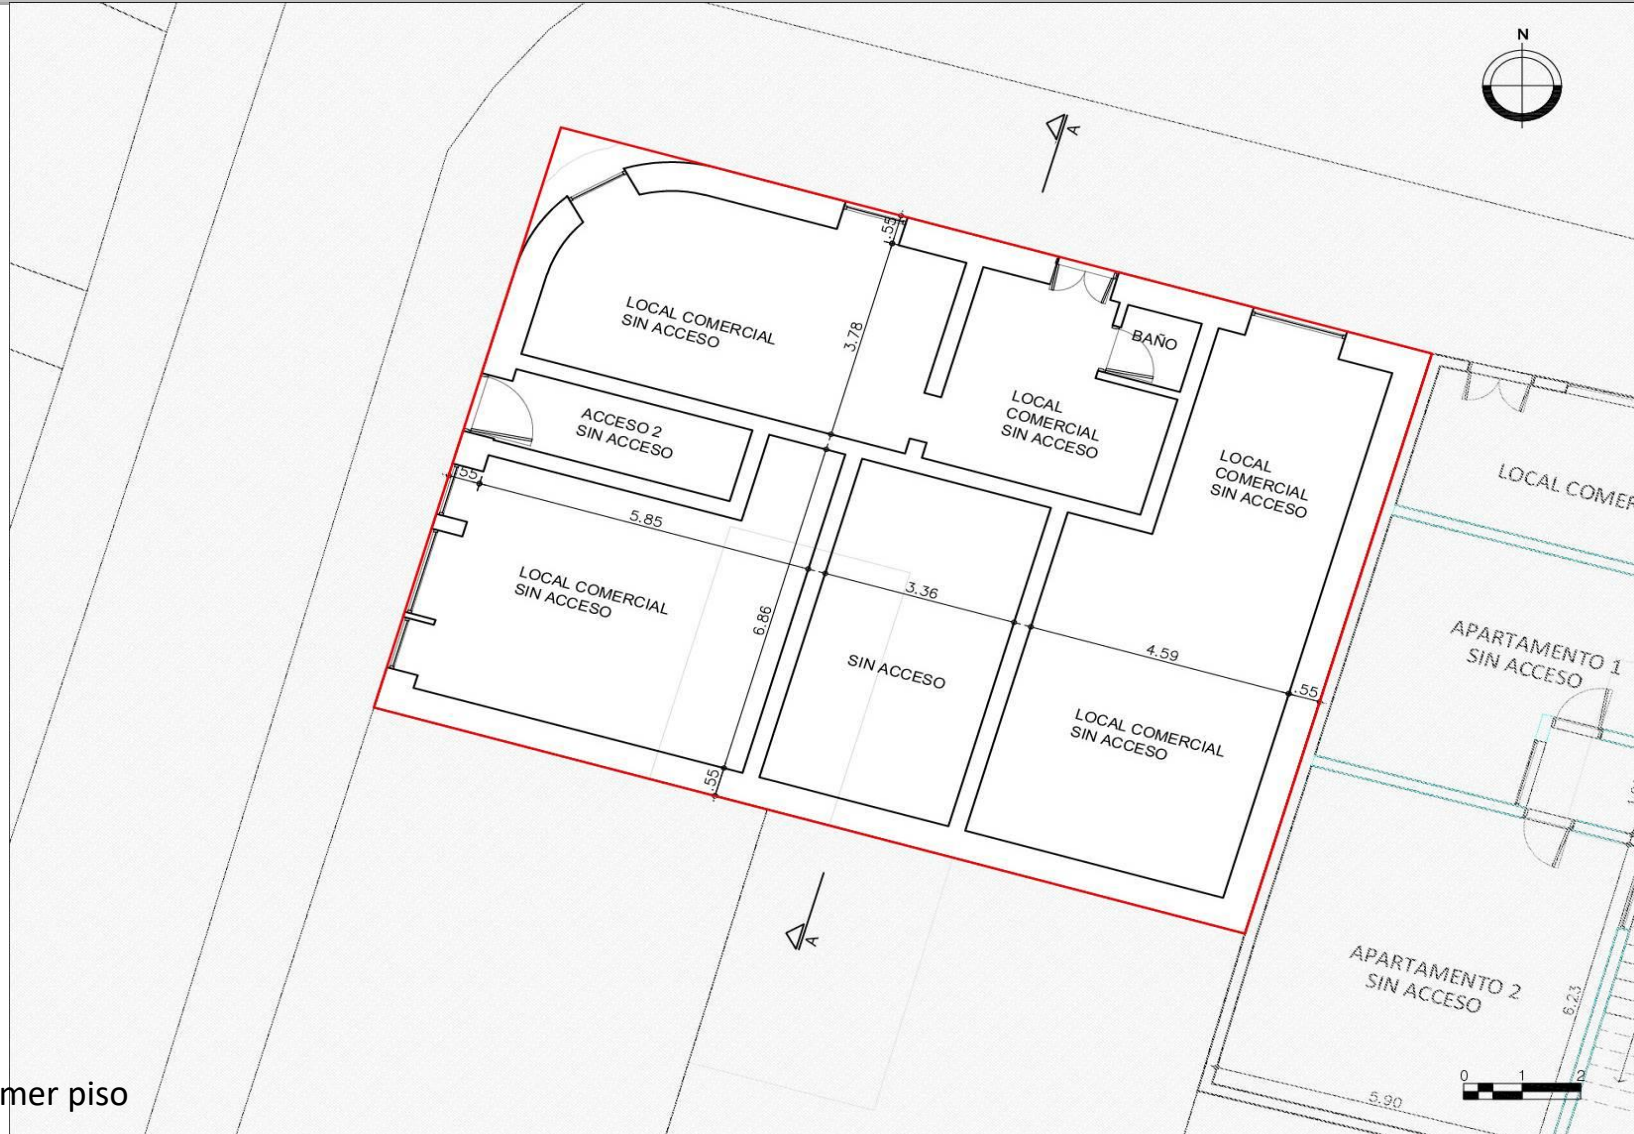 N
A
.55
LOCAL COMERCIAL
SIN ACCESO
3.78
BAÑO
LOCAL
COMERCIAL
SIN ACCESO
ACCESO 2
SIN ACCESO
LOCAL
COMERCIAL
SIN ACCESO
LOCAL COMER
.55
5.85
LOCAL COMERCIAL
SIN ACCESO
3.36
6.86
4.59
APARTAMENTO 1
SIN ACCESO
SIN ACCESO
.55
LOCAL COMERCIAL
SIN ACCESO
.55
A
APARTAMENTO 2
SIN ACCESO
6.23
0 1 2
5.90
mer piso